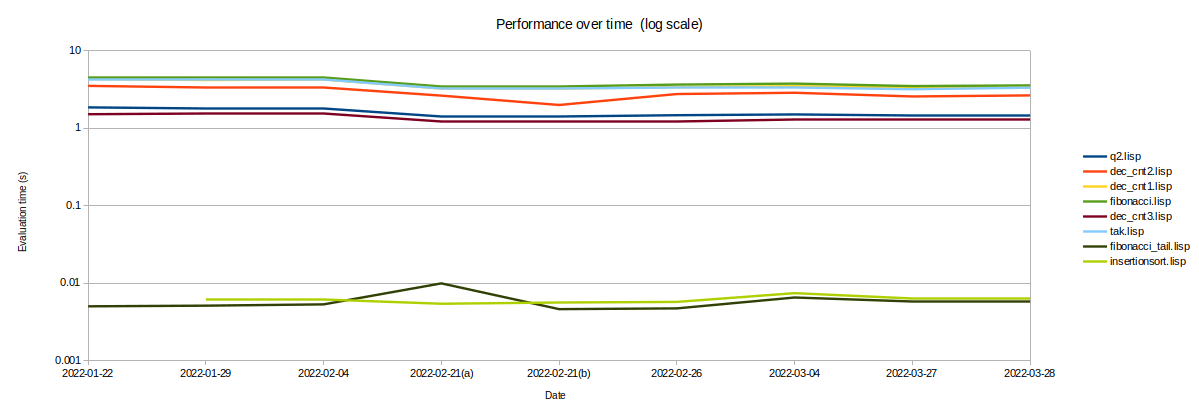 Performance over time  (log scale)
10
1
0.1
0.01
0.001
Evaluation time (s)
2022-01-22 2022-01-29 2022-02-04 2022-02-21(a) 2022-02-21(b) 2022-02-26 2022-03-04 2022-03-27 2022-03-28
Date
q2.lisp
dec_cnt2.lisp
dec_cnt1.lisp
fibonacci.lisp
dec_cnt3.lisp
tak.lisp
fibonacci_tail.lisp
insertionsort.lisp